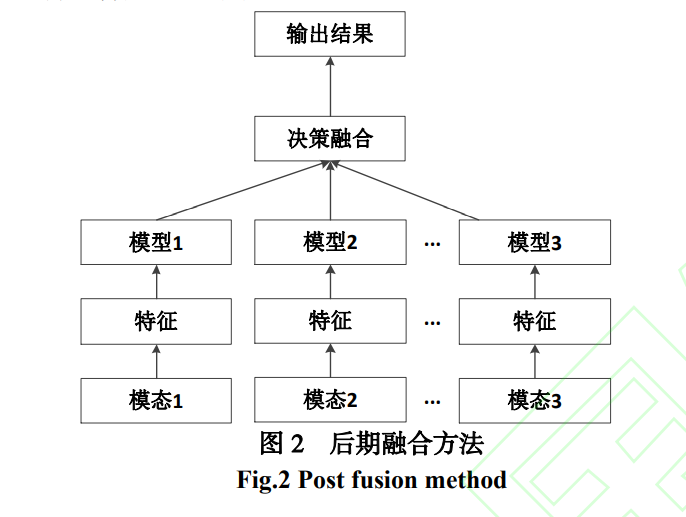 输出结果
决策融合
模型1 模型2 ... 模型3
特征 特征 ... 特征
模态1 模态2 ... 模态3
图 2 后期融合方法
Fig.2 Post fusion method